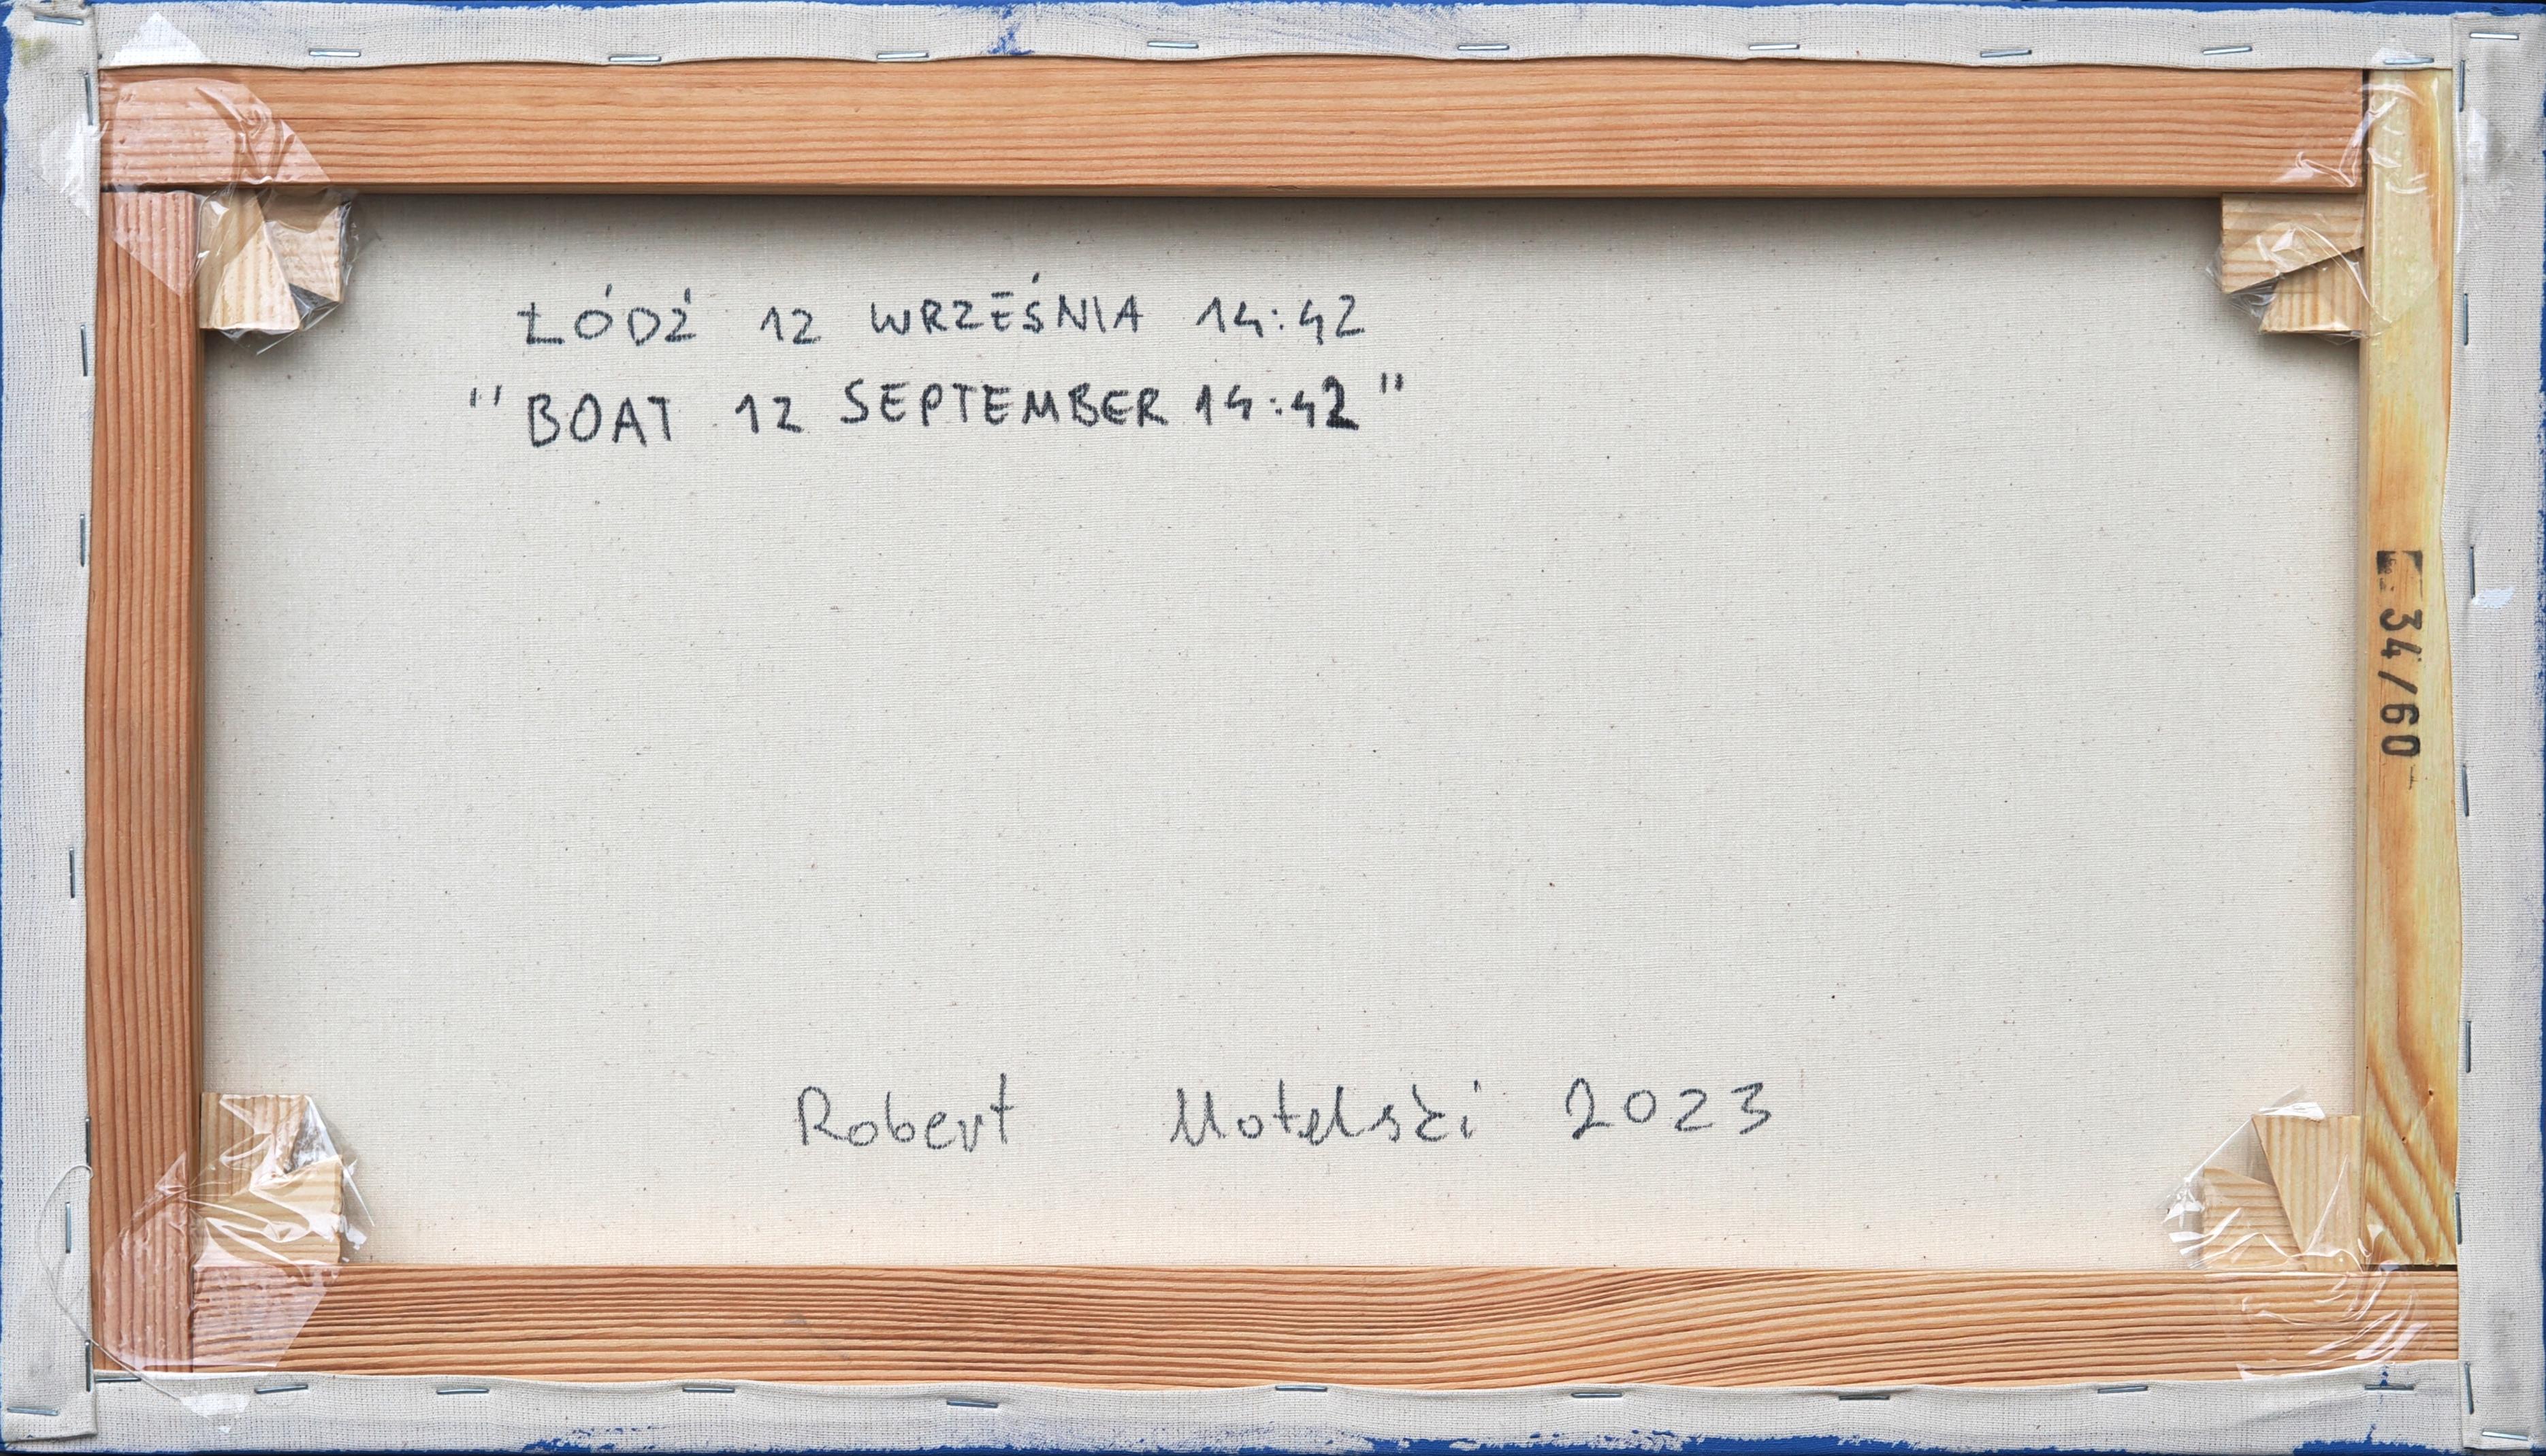 ŁÓDŹ 12 WRZEŚNIA 14:42
"BOAT 12 SEPTEMBER 14:42"
34/60
Robert Motelski 2023